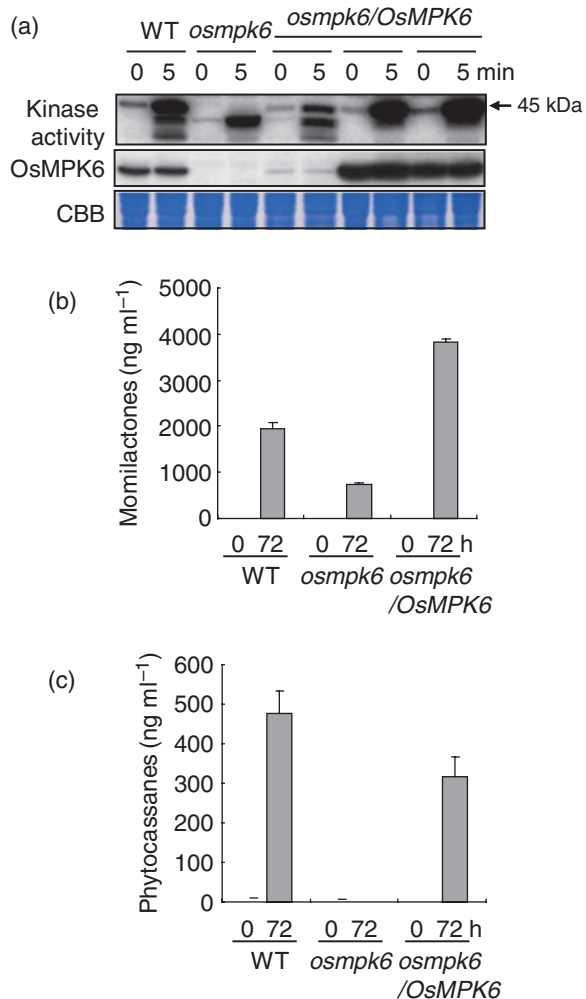 (a)
WT osmpk6 osmpk6/OsMPK6
0 5 0 5 0 5 0 5 0 5 min
Kinase activity
45 kDa
OsMPK6
CBB
(b)
Momilactones (ng ml⁻¹)
5000
4000
3000
2000
1000
0
0 72 0 72 0 72 h
WT osmpk6 osmpk6
/OsMPK6
(c)
Phytocassanes (ng ml⁻¹)
600
500
400
300
200
100
0
0 72 0 72 0 72 h
WT osmpk6 osmpk6
/OsMPK6